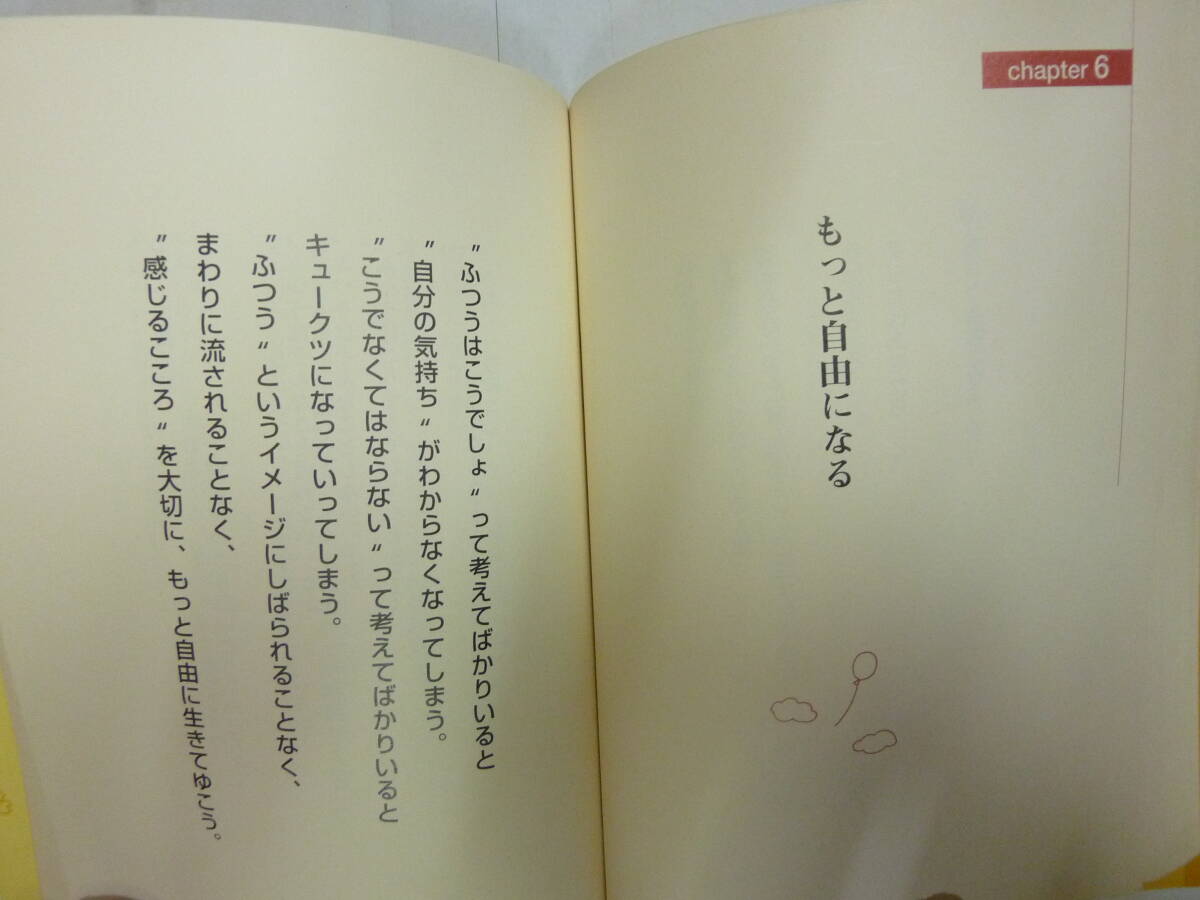 chapter 6
もっと自由になる
〝ふつうはこうでしょ〟って考えてばかりいると
〝自分の気持ち〟がわからなくなってしまう。
〝こうでなくてはならない〟って考えてばかりいると
キュークツになっていってしまう。
〝ふつう〟というイメージにしばられることなく、
まわりに流されることなく、
〝感じるこころ〟を大切に、もっと自由に生きてゆこう。